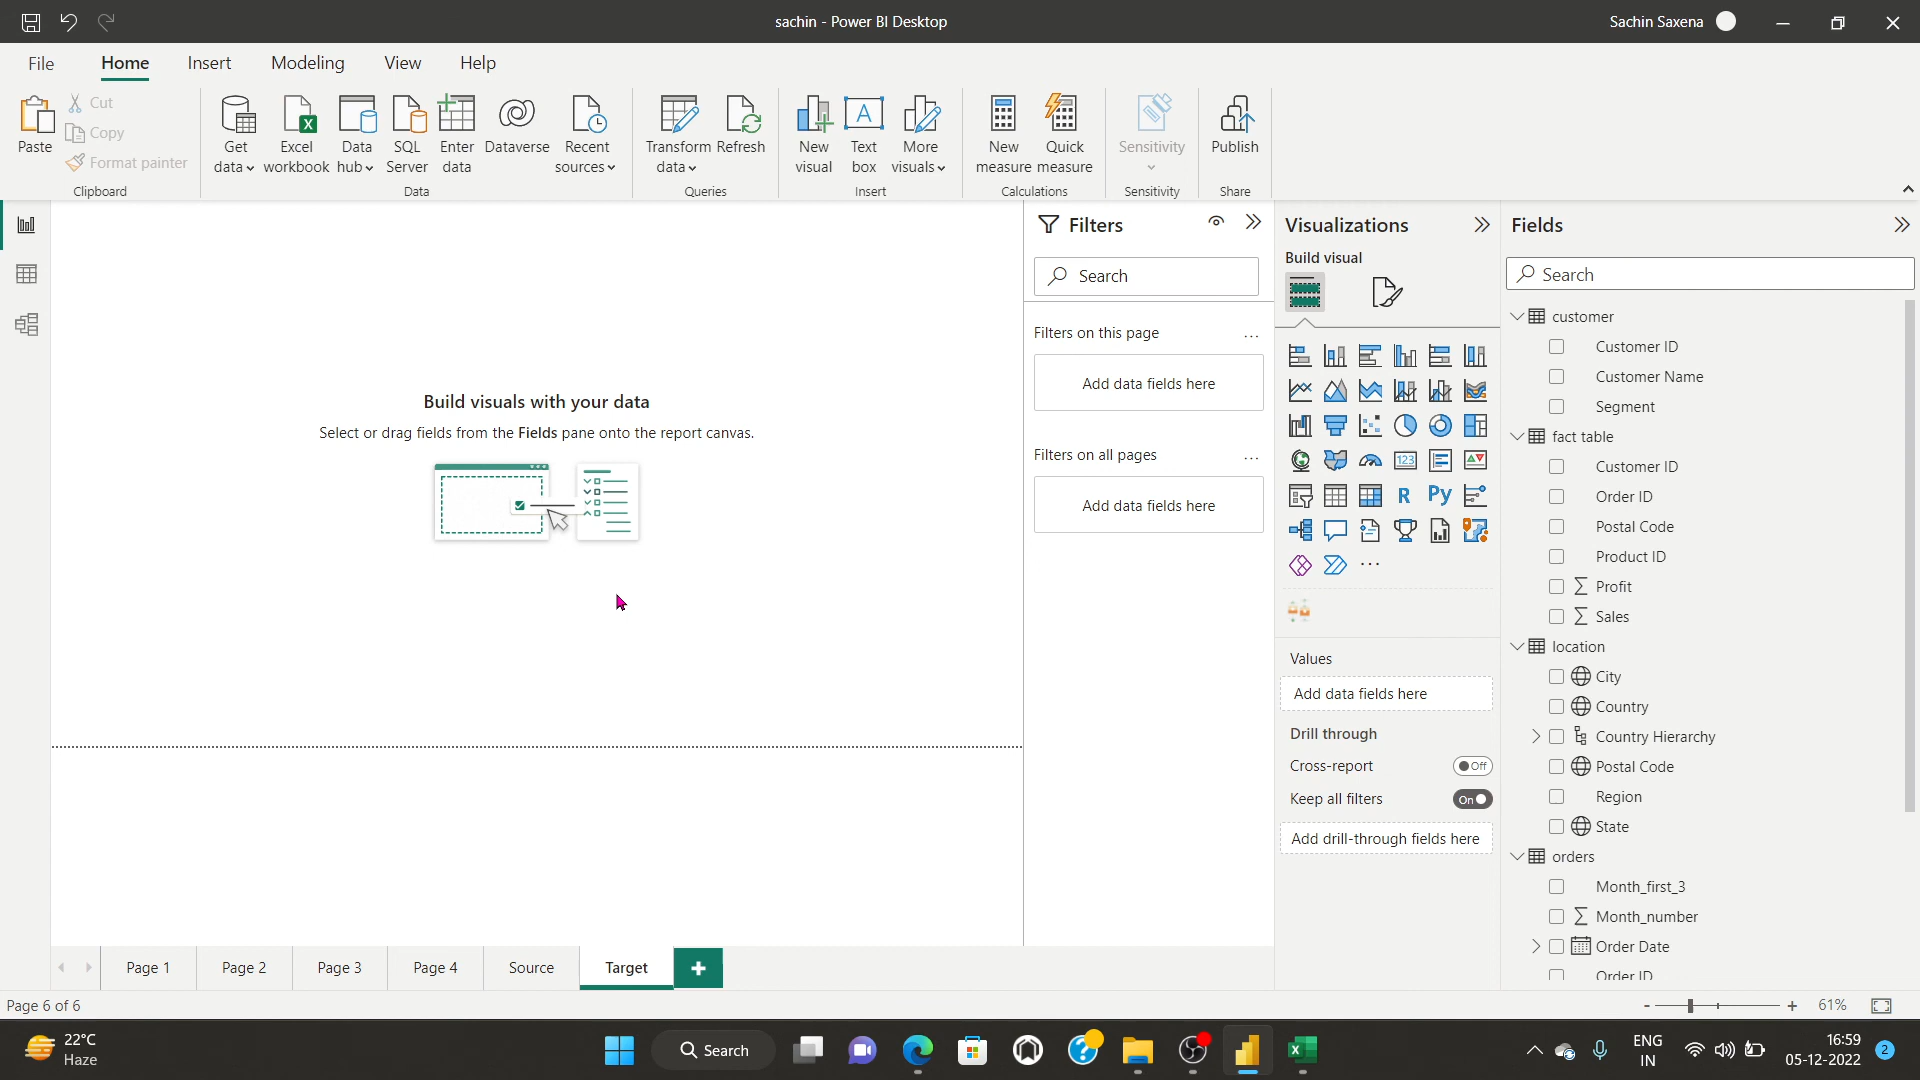 sachin - Power BI Desktop
Sachin Saxena
File Home Insert Modeling View Help
Paste
Cut
Copy
Format painter
Clipboard
Get data
Excel workbook
Data hub
SQL Server
Enter data
Dataverse
Recent sources
Data
Transform data
Refresh
Queries
New visual
Text box
More visuals
Insert
New measure
Quick measure
Calculations
Sensitivity
Sensitivity
Publish
Share
Build visuals with your data
Select or drag fields from the Fields pane onto the report canvas.
Filters
Search
Filters on this page ...
Add data fields here
Filters on all pages ...
Add data fields here
Visualizations
Build visual
123
R
Py
...
Values
Add data fields here
Drill through
Cross-report Off
Keep all filters On
Add drill-through fields here
Fields
Search
customer
Customer ID
Customer Name
Segment
fact table
Customer ID
Order ID
Postal Code
Product ID
Profit
Sales
location
City
Country
Country Hierarchy
Postal Code
Region
State
orders
Month_first_3
Month_number
Order Date
Order ID
Page 1 Page 2 Page 3 Page 4 Source Target +
Page 6 of 6
- + 61%
22°C
Haze
Search
ENG
IN
16:59
05-12-2022
2